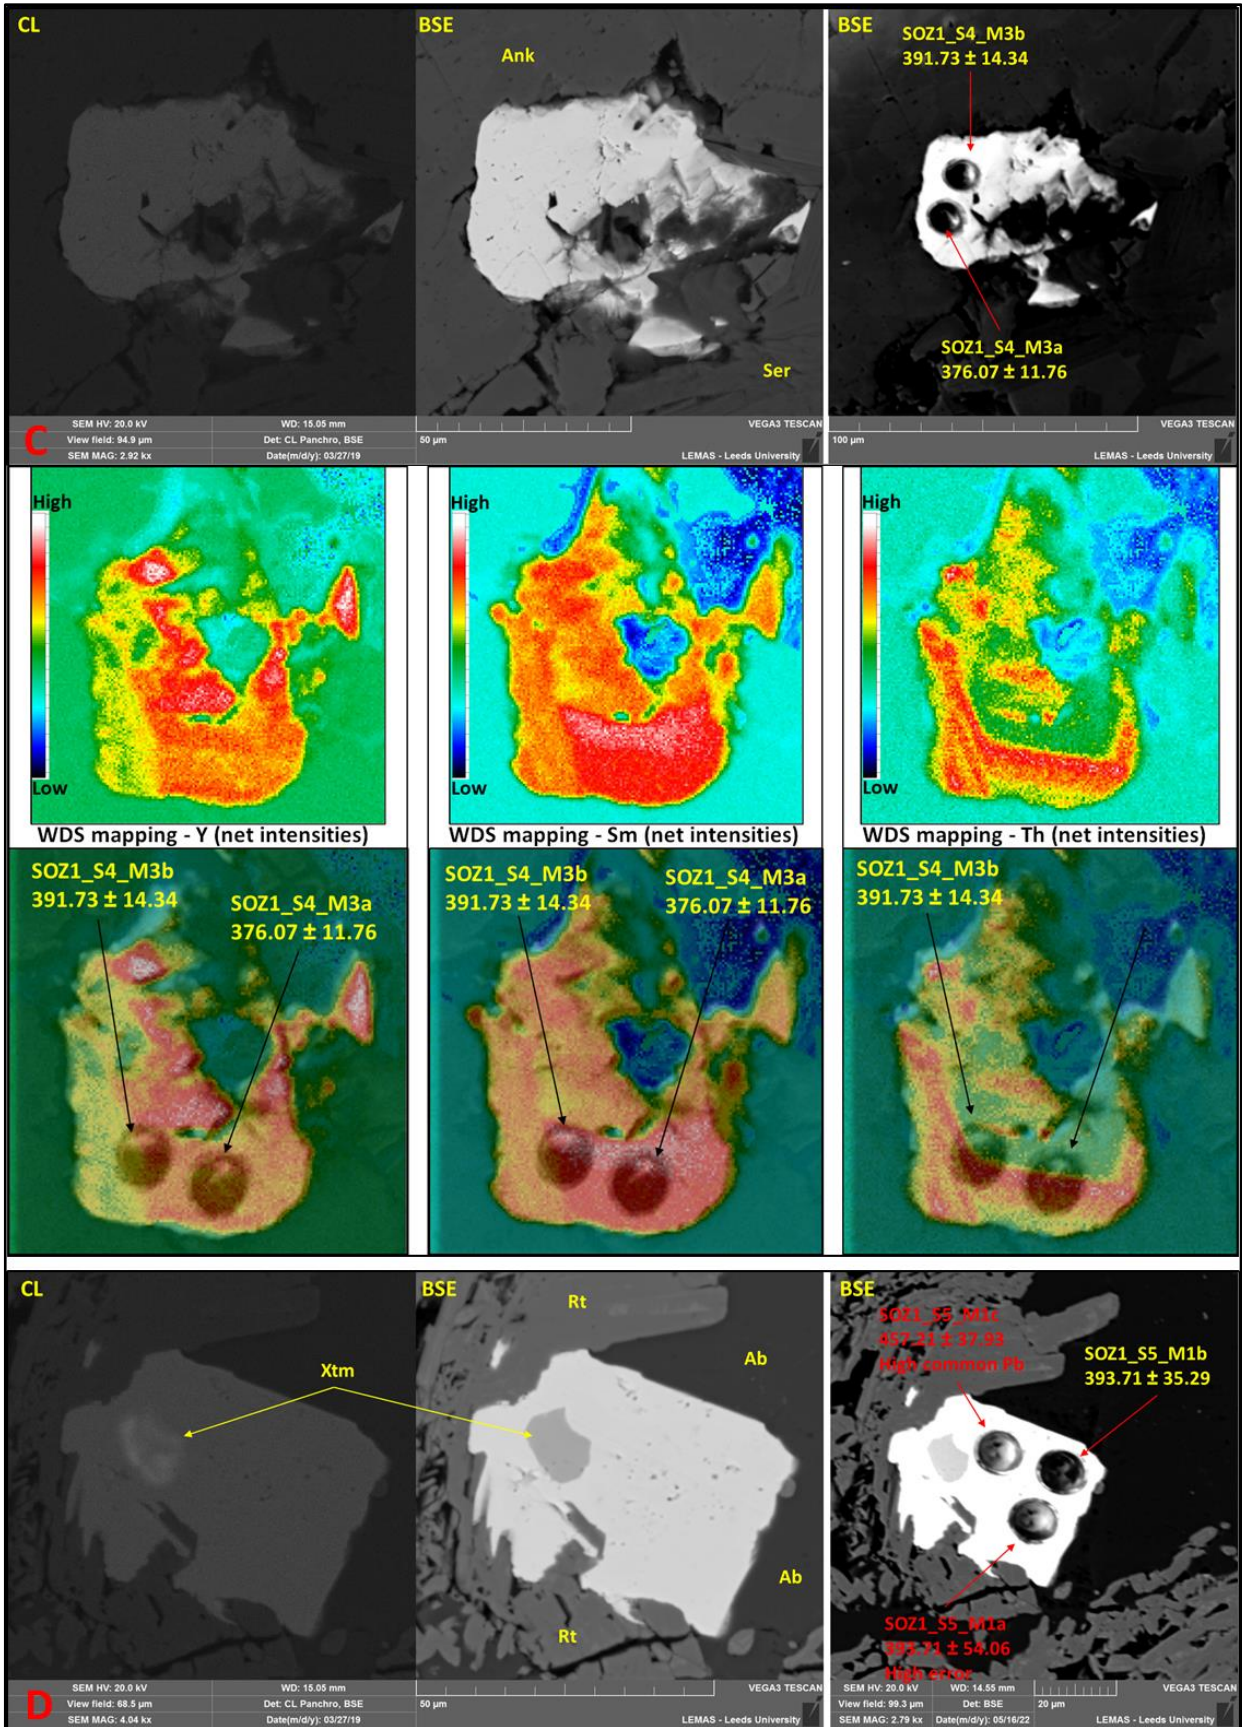 CL
BSE
BSE
SOZ1_S4_M3b
391.73 ± 14.34
Ank
SOZ1_S4_M3a
376.07 ± 11.76
Ser
C
SEM HV: 20.0 kV
WD: 15.05 mm
VEGA3 TESCAN
VEGA3 TESCAN
View field: 94.9 µm
Det: CL Panchro, BSE
50 µm
100 µm
SEM MAG: 2.92 kx
Date(m/d/y): 03/27/19
LEMAS - Leeds University
LEMAS - Leeds University
High
High
High
Low
Low
Low
WDS mapping - Y (net intensities)
WDS mapping - Sm (net intensities)
WDS mapping - Th (net intensities)
SOZ1_S4_M3b
391.73 ± 14.34
SOZ1_S4_M3a
376.07 ± 11.76
SOZ1_S4_M3b
391.73 ± 14.34
SOZ1_S4_M3a
376.07 ± 11.76
SOZ1_S4_M3b
391.73 ± 14.34
CL
BSE
BSE
Rt
SOZ1_S5_M1c
457.21 ± 37.93
High common Pb
Xtm
Ab
SOZ1_S5_M1b
393.71 ± 35.29
Ab
Rt
SOZ1_S5_M1a
393.71 ± 54.06
High error
D
SEM HV: 20.0 kV
WD: 15.05 mm
VEGA3 TESCAN
SEM HV: 20.0 kV
WD: 14.55 mm
VEGA3 TESCAN
View field: 68.5 µm
Det: CL Panchro, BSE
50 µm
View field: 99.3 µm
Det: BSE
20 µm
SEM MAG: 4.04 kx
Date(m/d/y): 03/27/19
LEMAS - Leeds University
SEM MAG: 2.79 kx
Date(m/d/y): 05/16/22
LEMAS - Leeds University